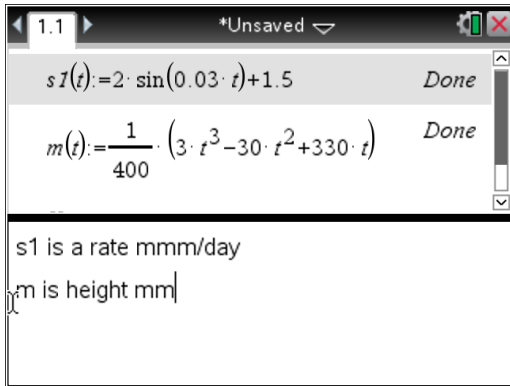 1.1 *Unsaved
s1(t):=2· sin(0.03· t)+1.5 Done
m(t):=1/400 · (3· t^3−30· t^2+330· t) Done
s1 is a rate mmm/day
m is height mm